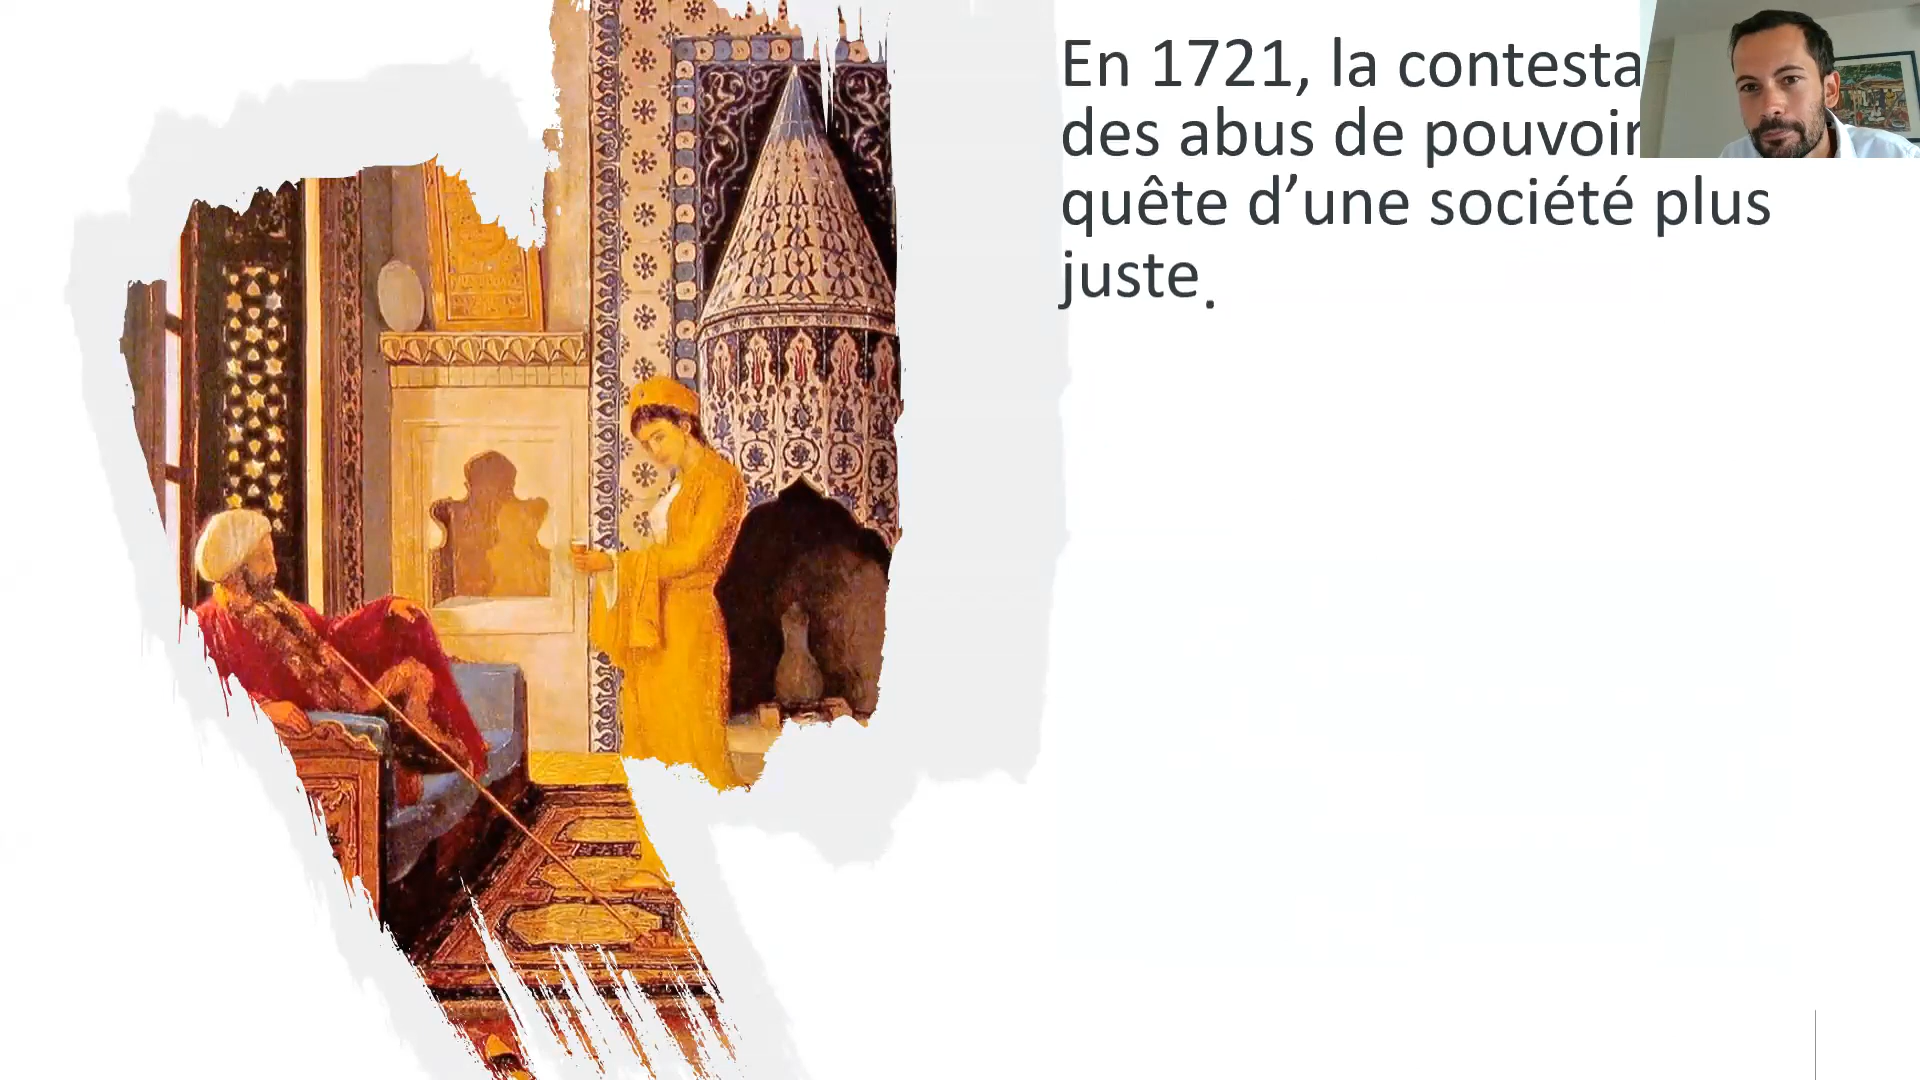 En 1721, la contesta
des abus de pouvoir
quête d’une société plus
juste.